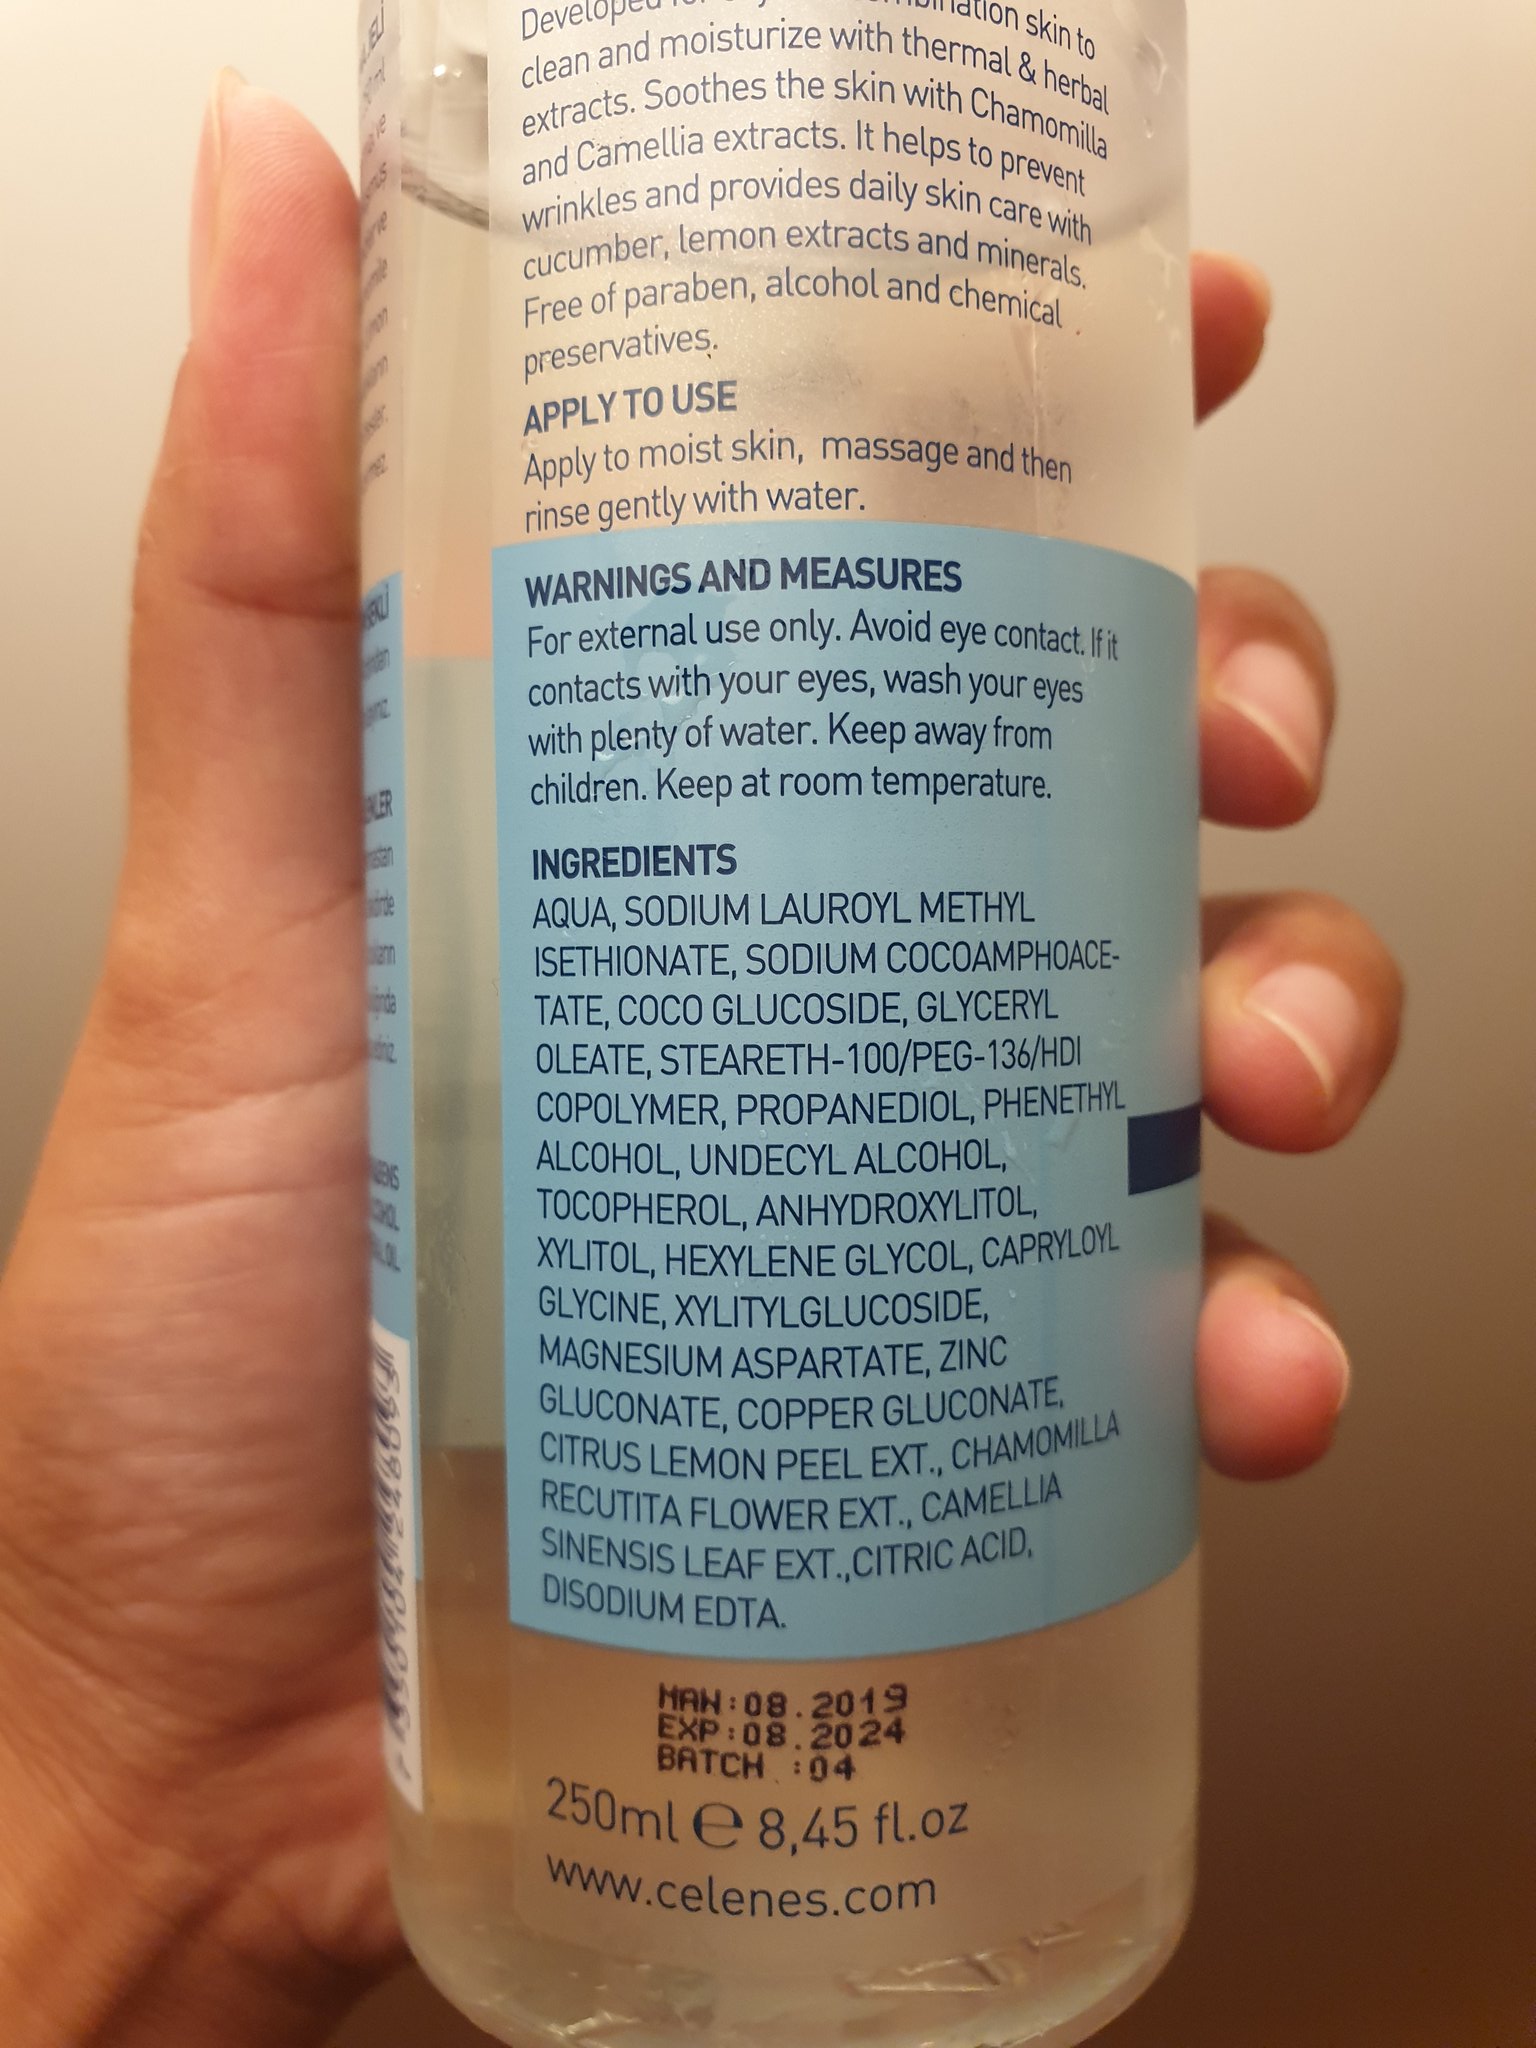 Developed for combination skin to
clean and moisturize with thermal & herbal
extracts. Soothes the skin with Chamomilla
and Camellia extracts. It helps to prevent
wrinkles and provides daily skin care with
cucumber, lemon extracts and minerals.
Free of paraben, alcohol and chemical
preservatives.
APPLY TO USE
Apply to moist skin, massage and then
rinse gently with water.
WARNINGS AND MEASURES
For external use only. Avoid eye contact. If it
contacts with your eyes, wash your eyes
with plenty of water. Keep away from
children. Keep at room temperature.
INGREDIENTS
AQUA, SODIUM LAUROYL METHYL
ISETHIONATE, SODIUM COCOAMPHOACE-
TATE, COCO GLUCOSIDE, GLYCERYL
OLEATE, STEARETH-100/PEG-136/HDI
COPOLYMER, PROPANEDIOL, PHENETHYL
ALCOHOL, UNDECYL ALCOHOL,
TOCOPHEROL, ANHYDROXYLITOL,
XYLITOL, HEXYLENE GLYCOL, CAPRYLOYL
GLYCINE, XYLITYLGLUCOSIDE,
MAGNESIUM ASPARTATE, ZINC
GLUCONATE, COPPER GLUCONATE,
CITRUS LEMON PEEL EXT., CHAMOMILLA
RECUTITA FLOWER EXT., CAMELLIA
SINENSIS LEAF EXT.,CITRIC ACID,
DISODIUM EDTA.
MAN:08.2019
EXP:08.2024
BATCH :04
250ml e 8,45 fl.oz
www.celenes.com